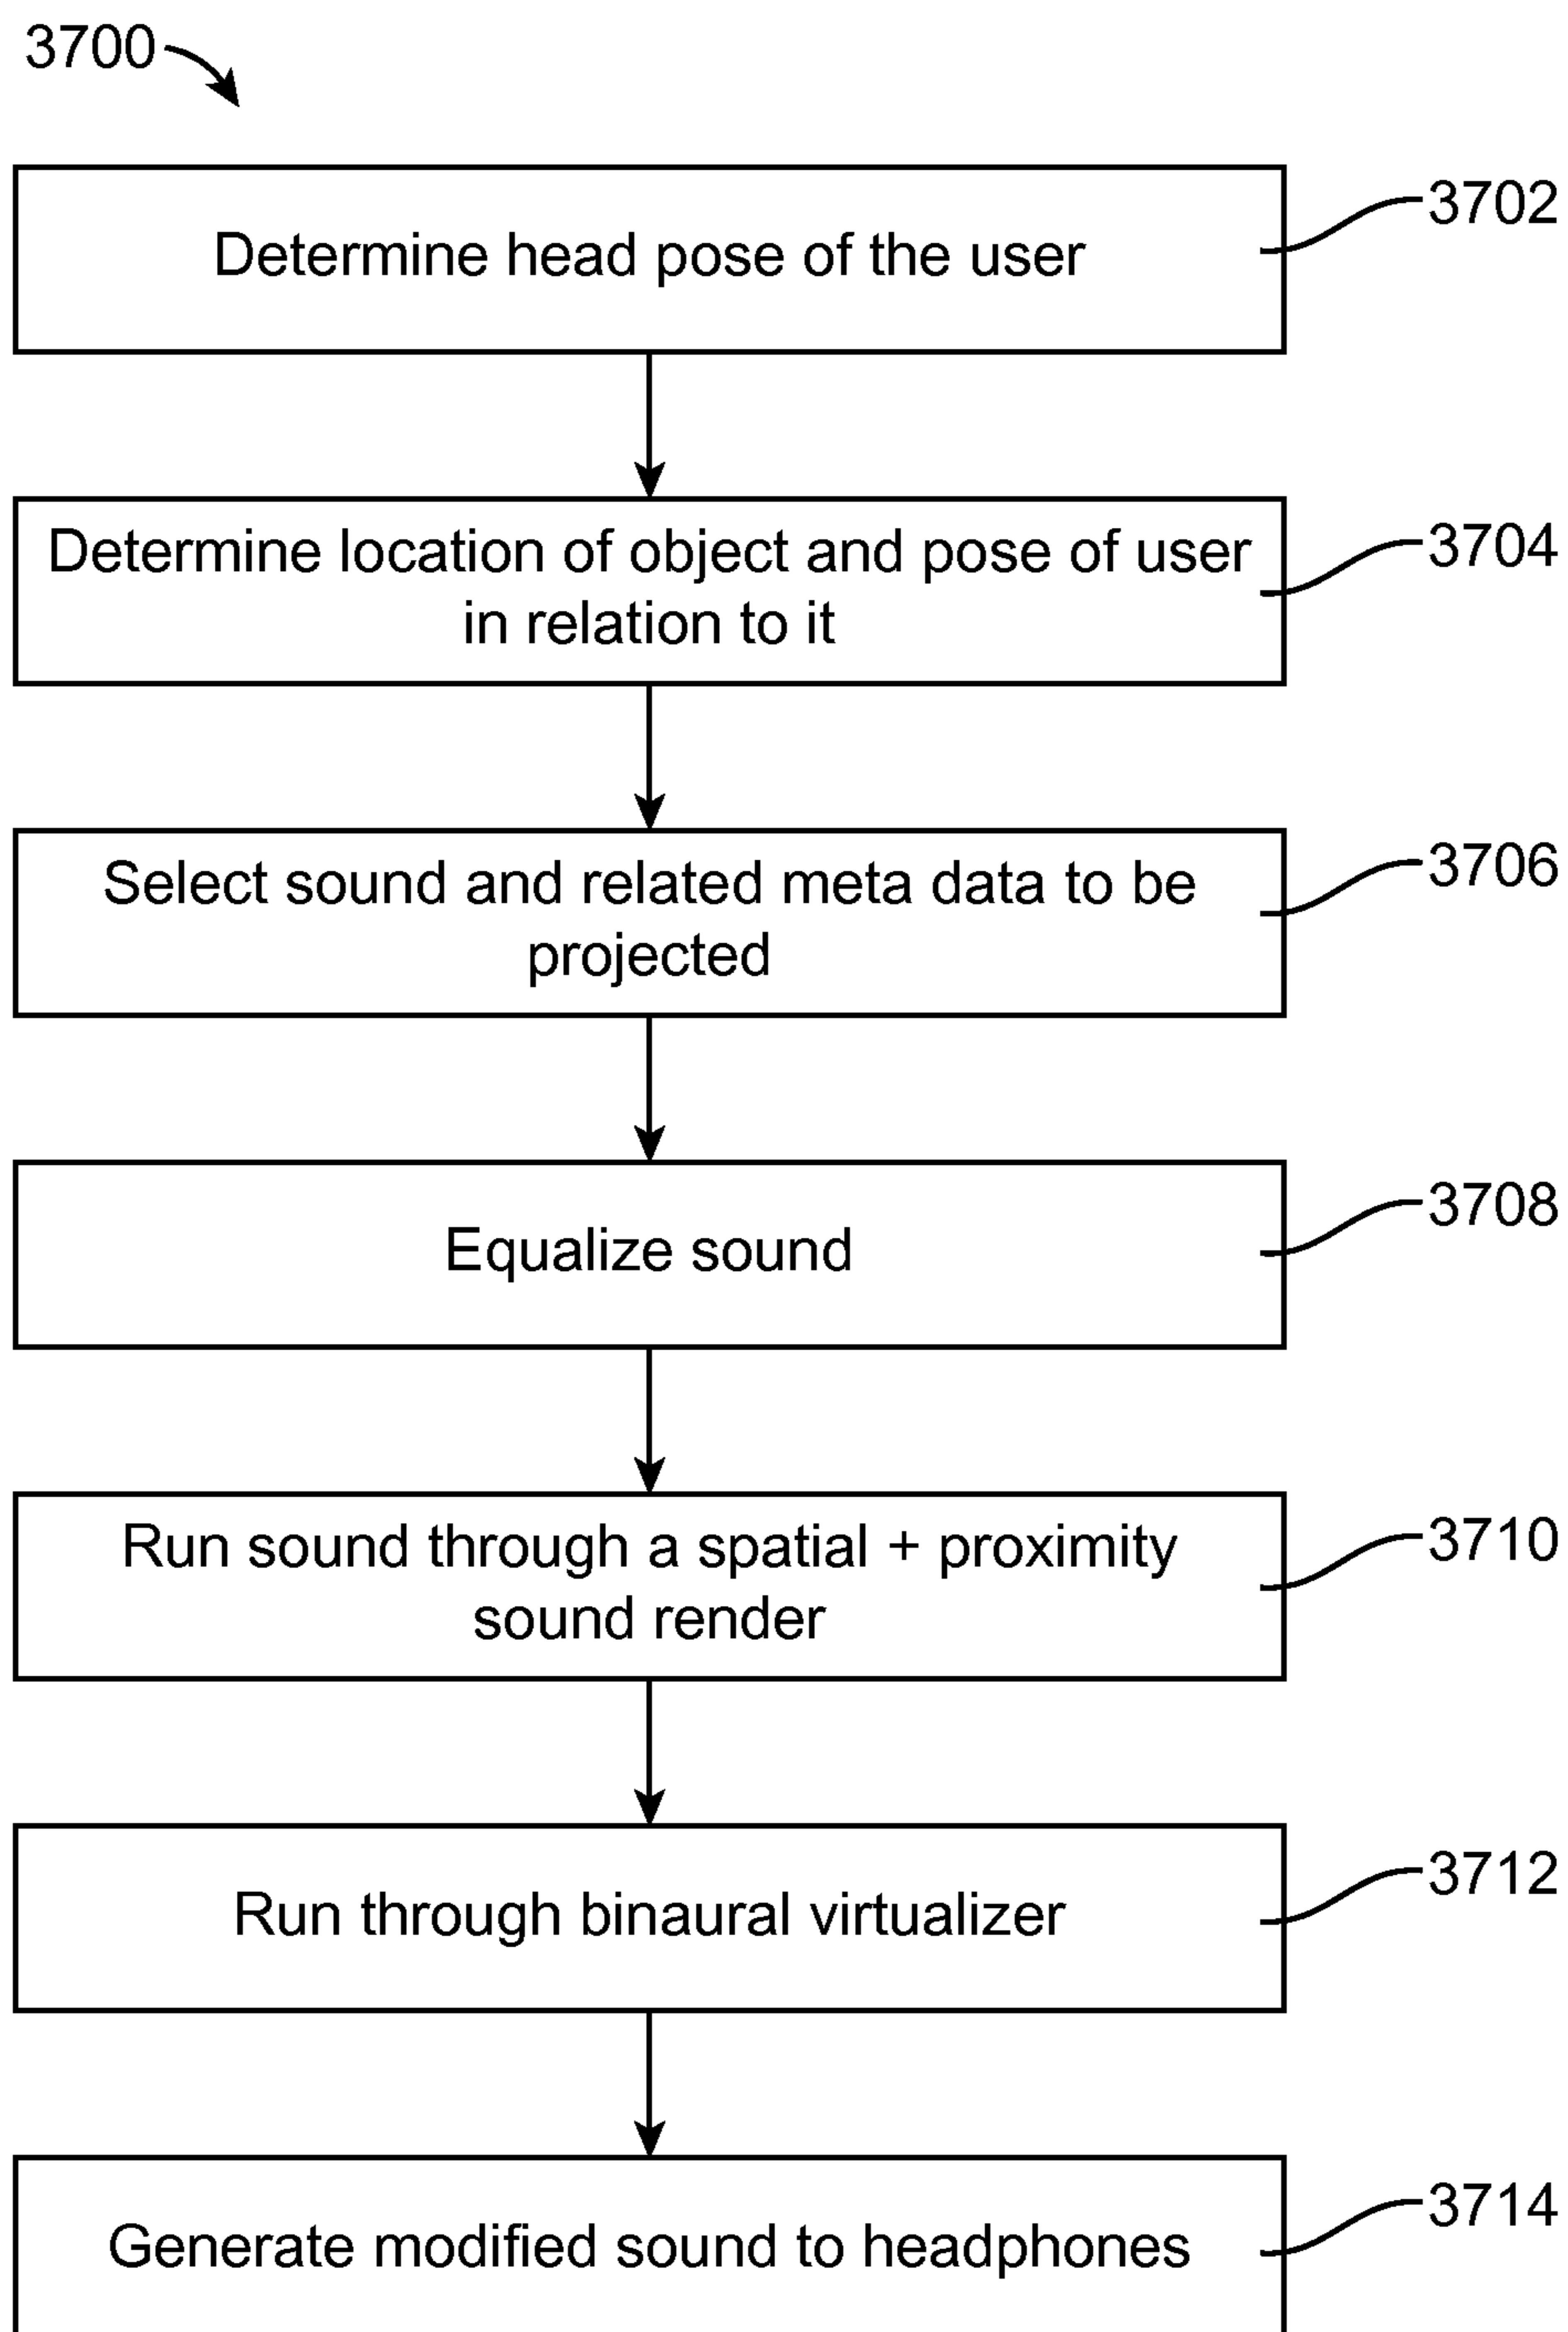 3700
Determine head pose of the user
3702
Determine location of object and pose of user
in relation to it
3704
Select sound and related meta data to be
projected
3706
Equalize sound
3708
Run sound through a spatial + proximity
sound render
3710
Run through binaural virtualizer
3712
Generate modified sound to headphones
3714